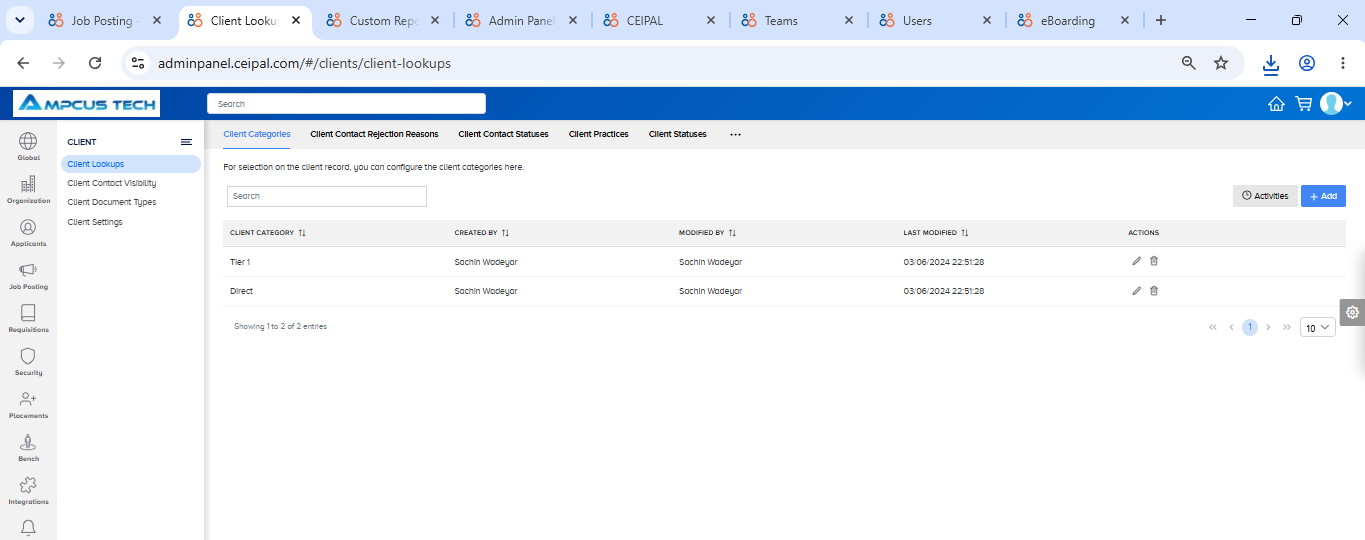 Job Posting -
Client Looku
Custom Repo
Admin Panel
CEIPAL
Teams
Users
eBoarding
adminpanel.ceipal.com/#/clients/client-lookups
AMPCUS TECH
Search
Global
Organization
Applicants
Job Posting
Requisitions
Security
Placements
Bench
Integrations
CLIENT
Client Lookups
Client Contact Visibility
Client Document Types
Client Settings
Client Categories Client Contact Rejection Reasons Client Contact Statuses Client Practices Client Statuses ...
For selection on the client record, you can configure the client categories here.
Search
Activities + Add
CLIENT CATEGORY CREATED BY MODIFIED BY LAST MODIFIED ACTIONS
Tier 1 Sachin Wadeyar Sachin Wadeyar 03/06/2024 22:51:28
Direct Sachin Wadeyar Sachin Wadeyar 03/06/2024 22:51:28
Showing 1 to 2 of 2 entries
« ‹ 1 › » 10